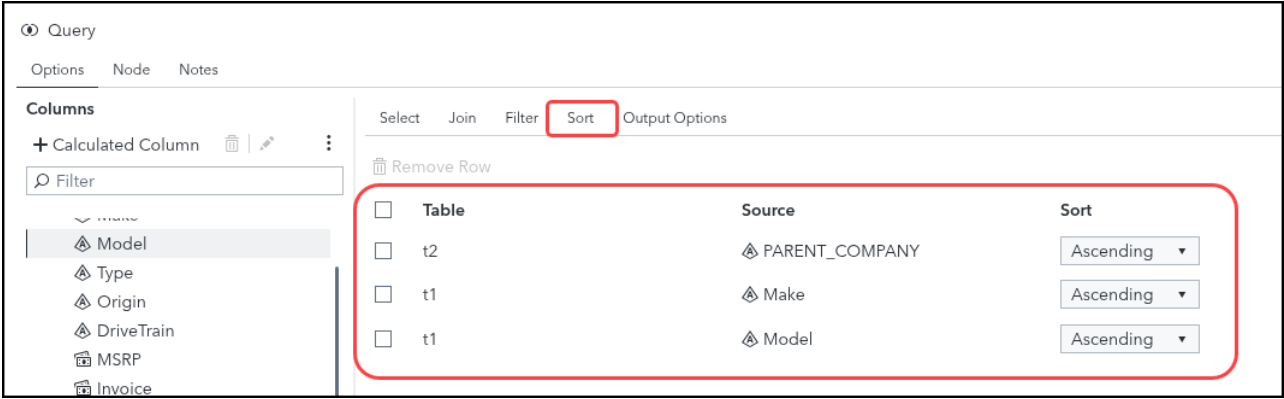 Query
Options Node Notes
Columns
+ Calculated Column
Filter
Model
Type
Origin
DriveTrain
MSRP
Invoice
Select Join Filter Sort Output Options
Remove Row
Table Source Sort
t2 PARENT_COMPANY Ascending
t1 Make Ascending
t1 Model Ascending